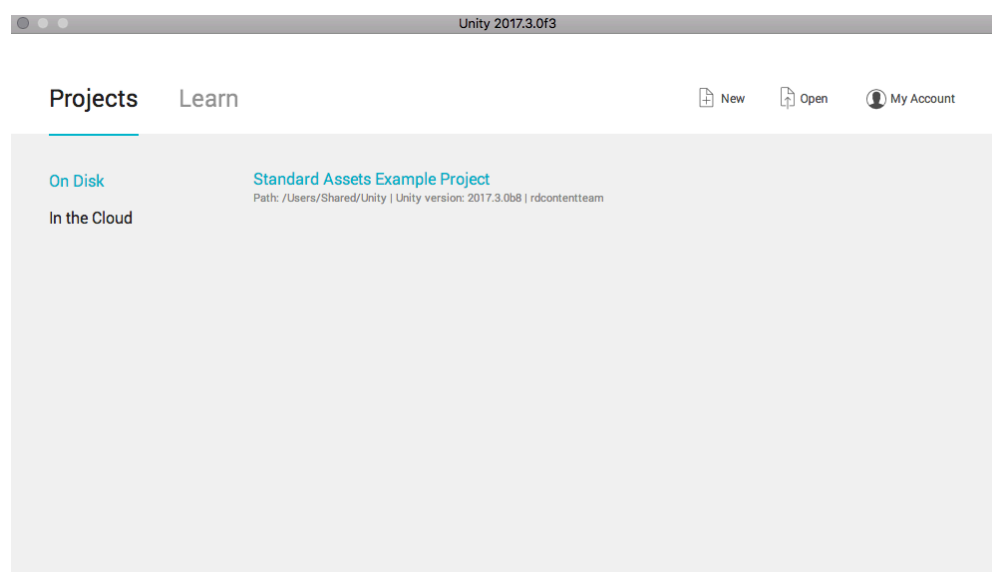 Unity 2017.3.0f3
Projects Learn New Open My Account
On Disk
In the Cloud
Standard Assets Example Project
Path: /Users/Shared/Unity | Unity version: 2017.3.0b8 | rdcontentteam